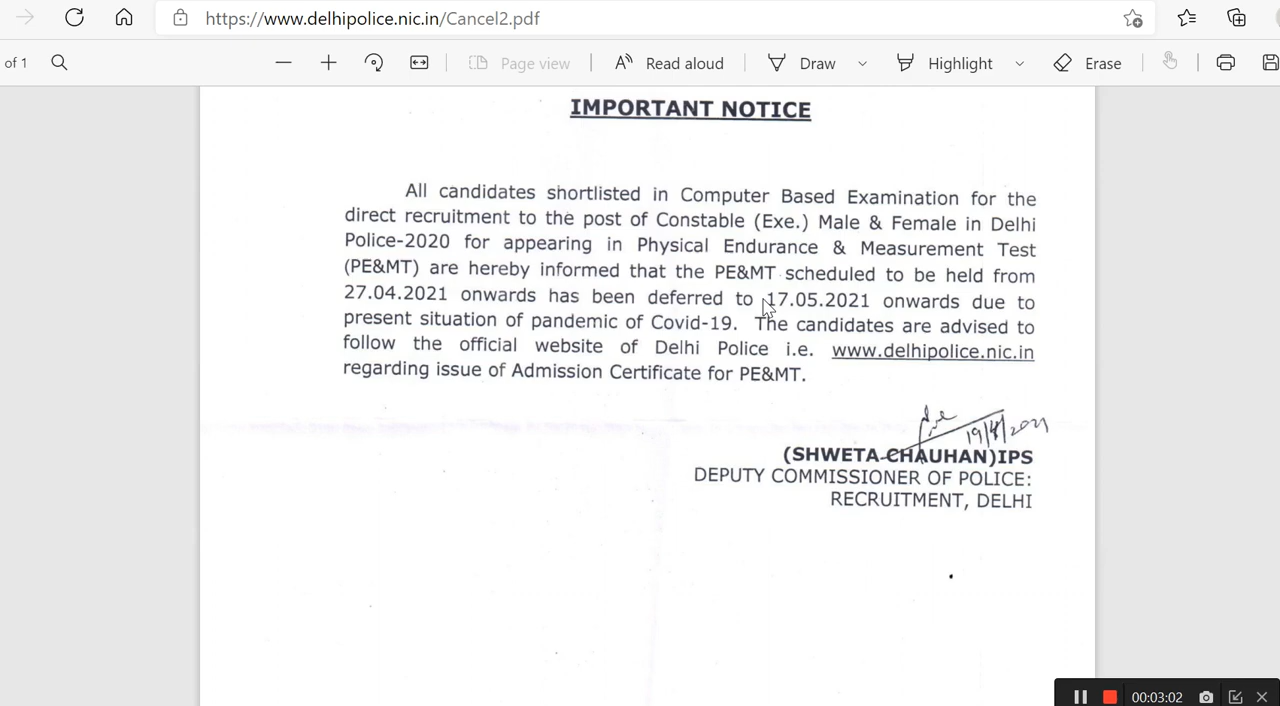 https://www.delhipolice.nic.in/Cancel2.pdf
of 1
Page view
Read aloud
Draw
Highlight
Erase
IMPORTANT NOTICE
All candidates shortlisted in Computer Based Examination for the
direct recruitment to the post of Constable (Exe.) Male & Female in Delhi
Police-2020 for appearing in Physical Endurance & Measurement Test
(PE&MT) are hereby informed that the PE&MT scheduled to be held from
27.04.2021 onwards has been deferred to 17.05.2021 onwards due to
present situation of pandemic of Covid-19. The candidates are advised to
follow the official website of Delhi Police i.e. www.delhipolice.nic.in
regarding issue of Admission Certificate for PE&MT.
19/4/2021
(SHWETA CHAUHAN)IPS
DEPUTY COMMISSIONER OF POLICE:
RECRUITMENT, DELHI
00:03:02